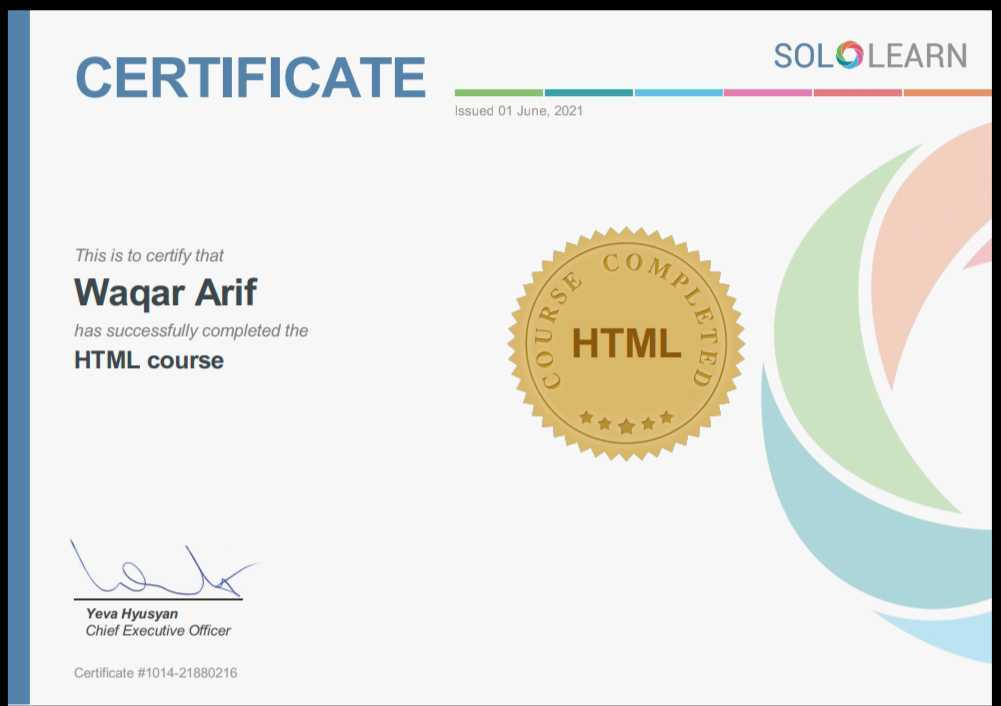 CERTIFICATE
SOLOLEARN
Issued 01 June, 2021
This is to certify that
Waqar Arif
has successfully completed the
HTML course
COURSE COMPLETED
HTML
Yeva Hyusyan
Chief Executive Officer
Certificate #1014-21880216